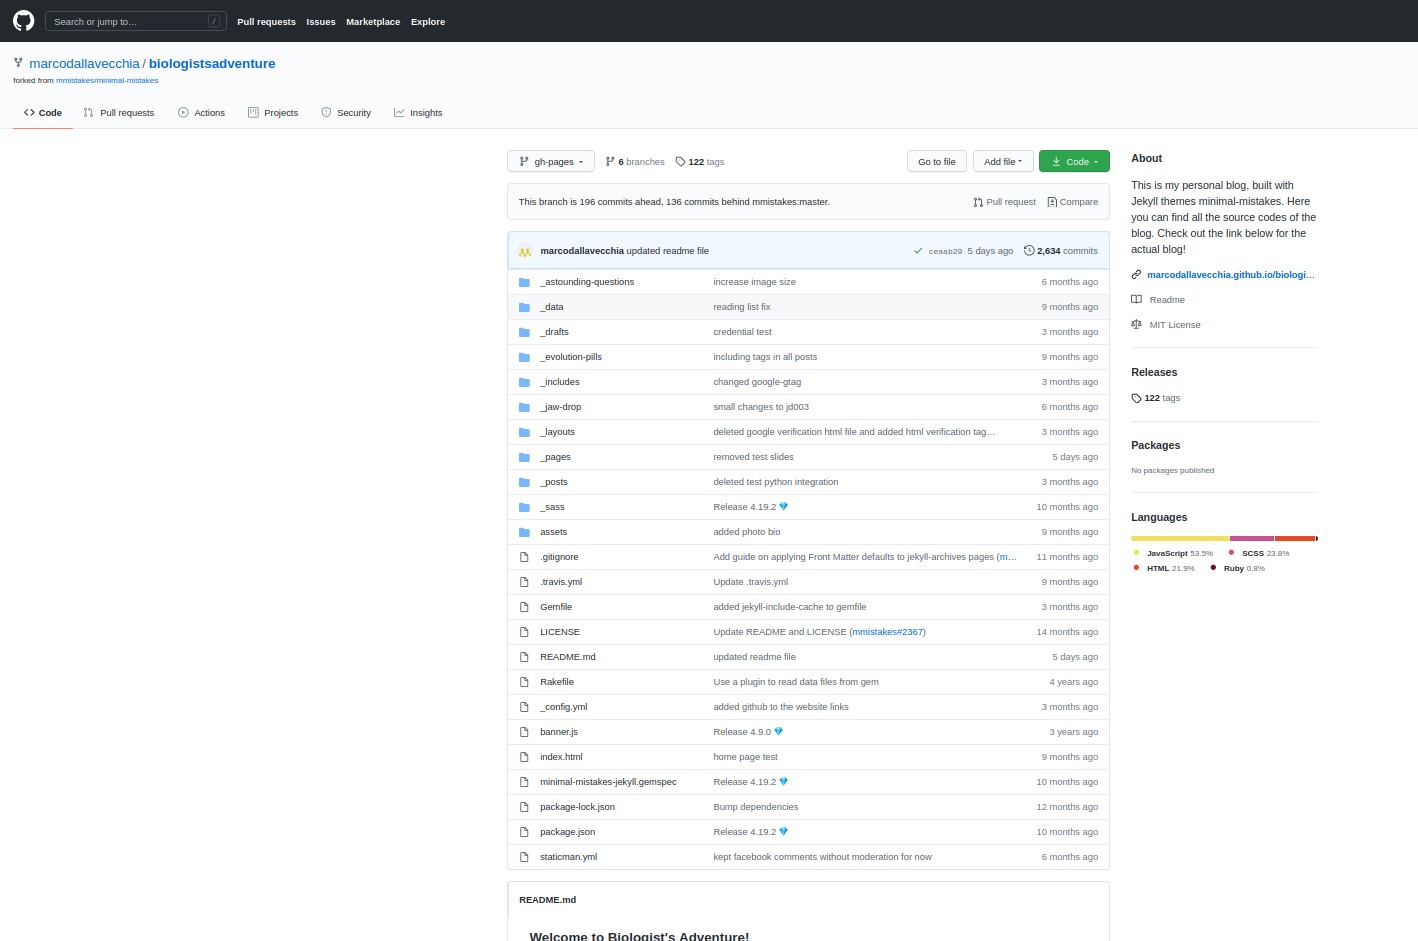 Search or jump to… / Pull requests Issues Marketplace Explore
marcodallavecchia / biologistsadventure
forked from mmistakes/minimal-mistakes
Code Pull requests Actions Projects Security Insights
gh-pages 6 branches 122 tags Go to file Add file Code
This branch is 196 commits ahead, 136 commits behind mmistakes:master. Pull request Compare
marcodallavecchia updated readme file ceaab29 5 days ago 2,634 commits
_astounding-questions increase image size 6 months ago
_data reading list fix 9 months ago
_drafts credential test 3 months ago
_evolution-pills including tags in all posts 9 months ago
_includes changed google-gtag 3 months ago
_jaw-drop small changes to jd003 6 months ago
_layouts deleted google verification html file and added html verification tag… 3 months ago
_pages removed test slides 5 days ago
_posts deleted test python integration 3 months ago
_sass Release 4.19.2 💎 10 months ago
assets added photo bio 9 months ago
.gitignore Add guide on applying Front Matter defaults to jekyll-archives pages (m… 11 months ago
.travis.yml Update .travis.yml 9 months ago
Gemfile added jekyll-include-cache to gemfile 3 months ago
LICENSE Update README and LICENSE (mmistakes#2367) 14 months ago
README.md updated readme file 5 days ago
Rakefile Use a plugin to read data files from gem 4 years ago
_config.yml added github to the website links 3 months ago
banner.js Release 4.9.0 💎 3 years ago
index.html home page test 9 months ago
minimal-mistakes-jekyll.gemspec Release 4.19.2 💎 10 months ago
package-lock.json Bump dependencies 12 months ago
package.json Release 4.19.2 💎 10 months ago
staticman.yml kept facebook comments without moderation for now 6 months ago
README.md
Welcome to Biologist's Adventure!
About
This is my personal blog, built with
Jekyll themes minimal-mistakes. Here
you can find all the source codes of the
blog. Check out the link below for the
actual blog!
marcodallavecchia.github.io/biologi…
Readme
MIT License
Releases
122 tags
Packages
No packages published
Languages
JavaScript 53.5% SCSS 23.8%
HTML 21.9% Ruby 0.8%